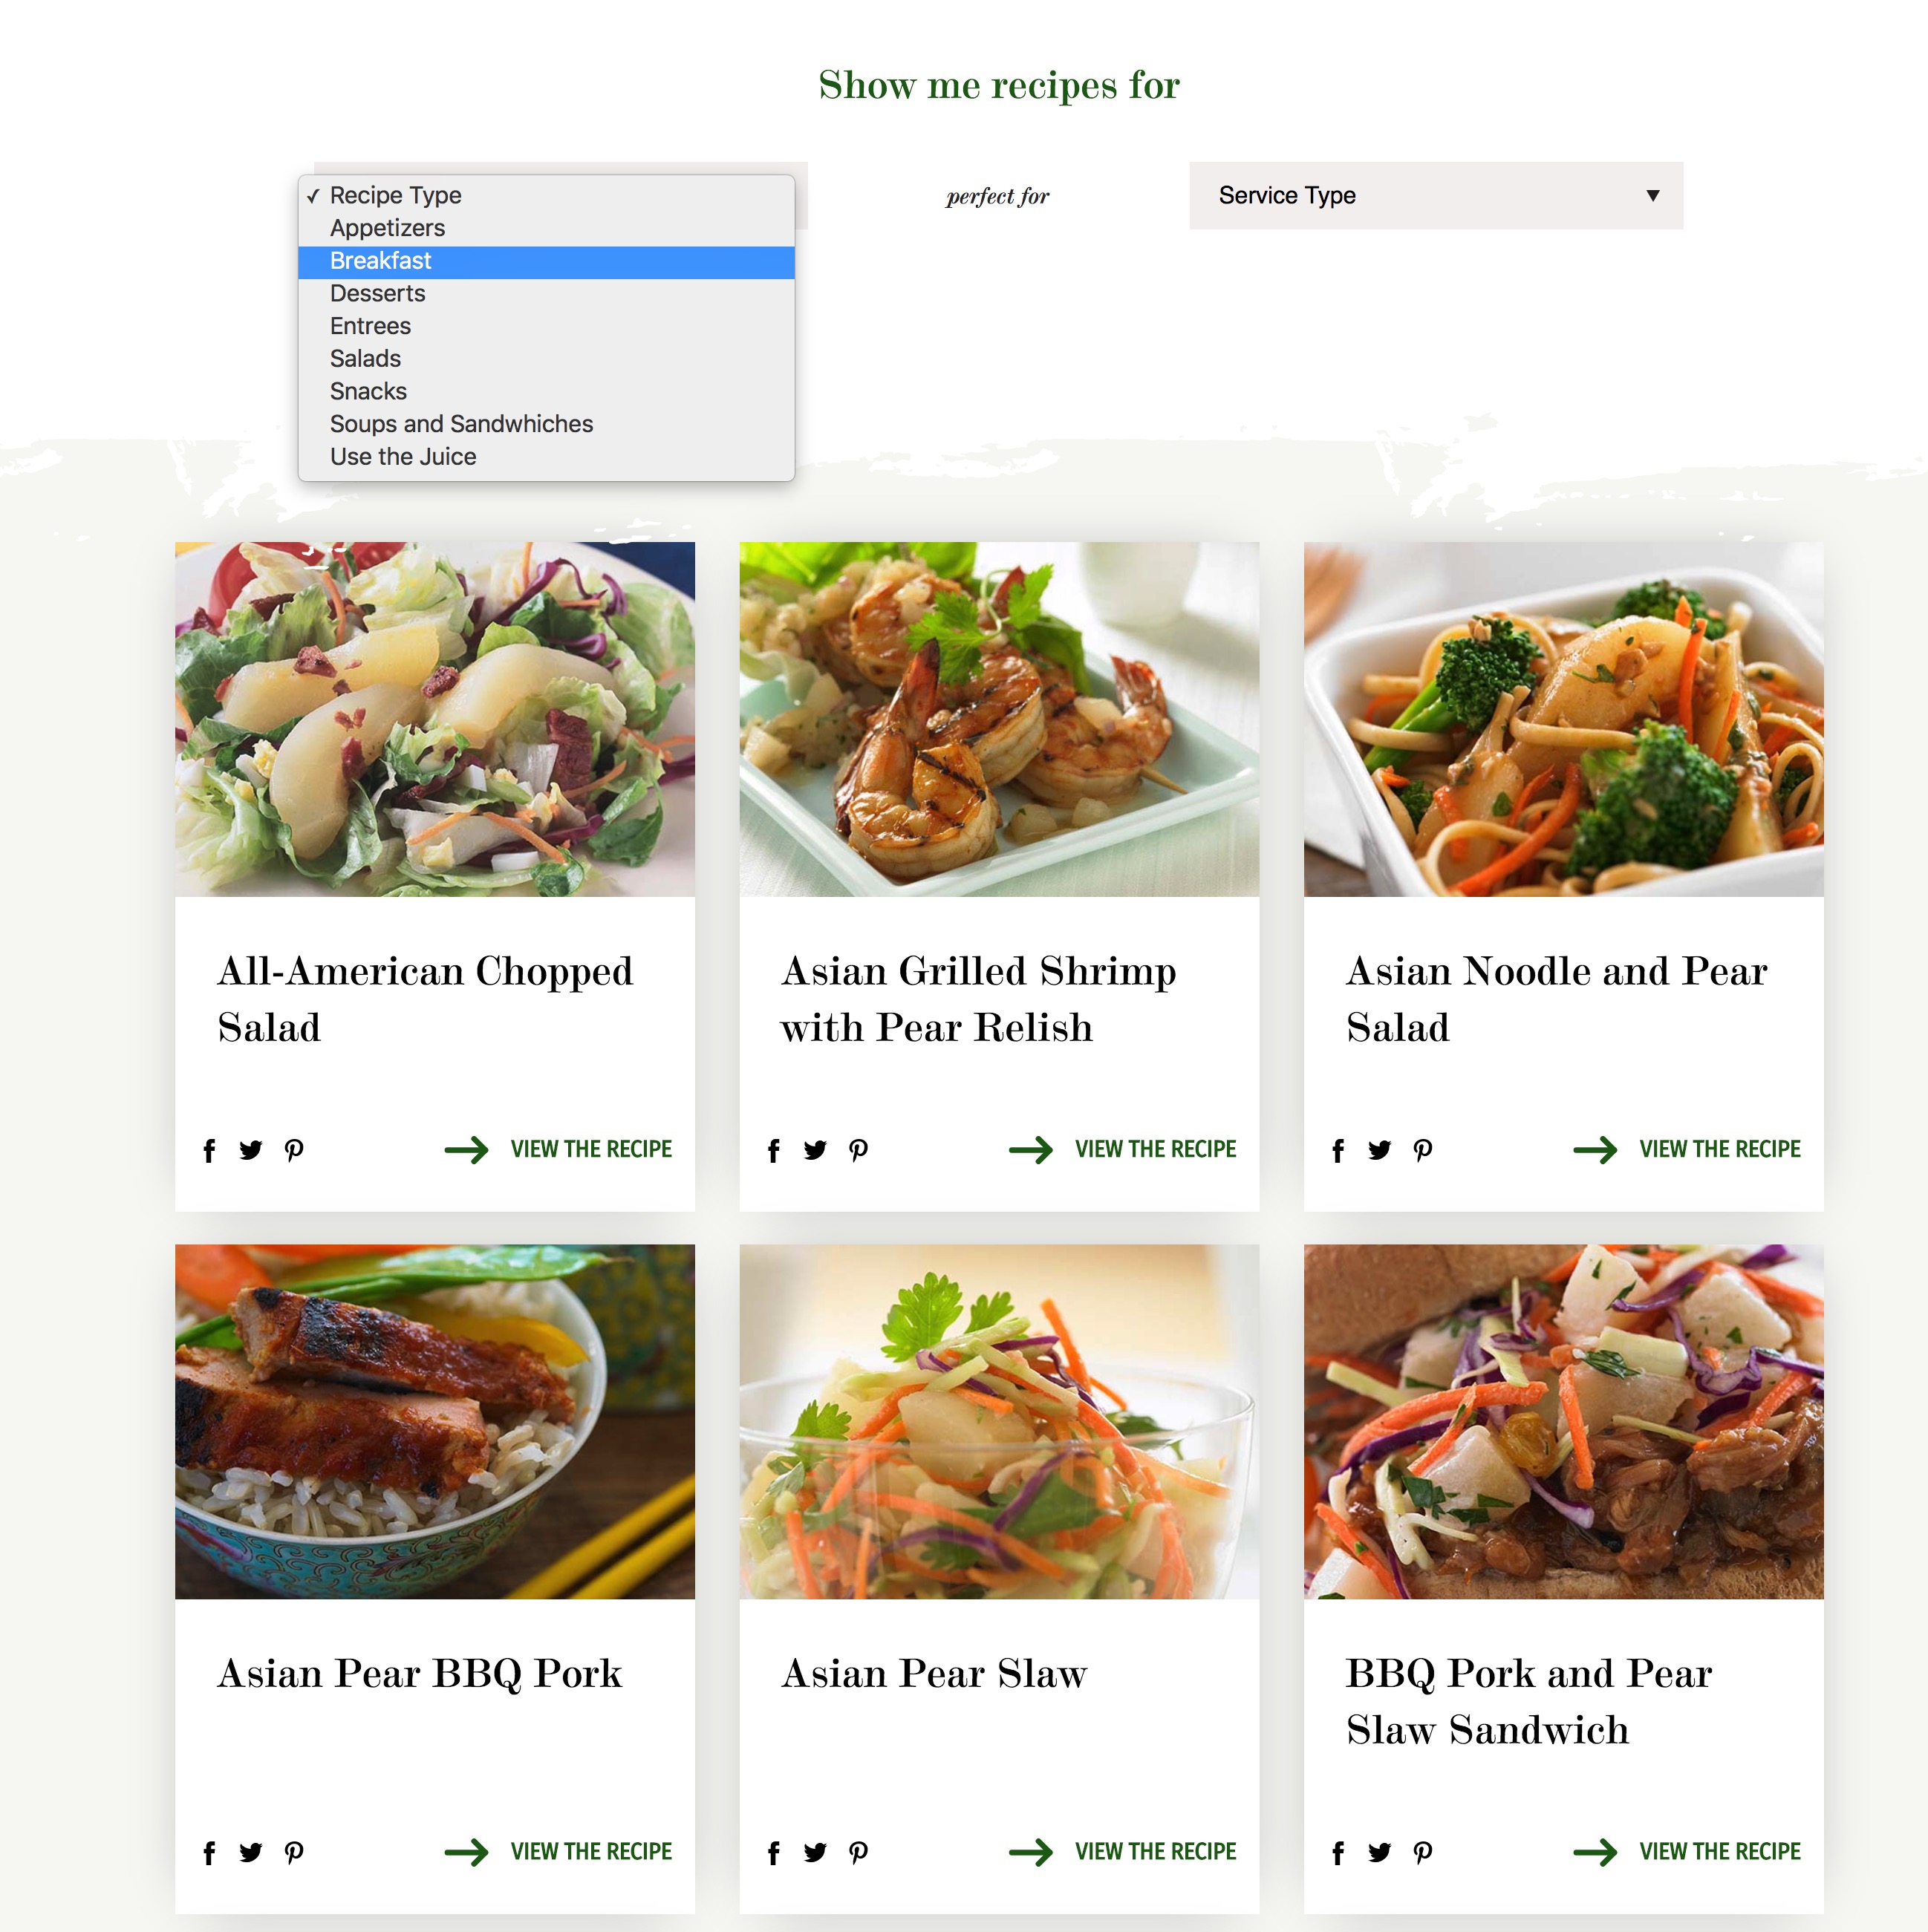 Show me recipes for
✓ Recipe Type
Appetizers
Breakfast
Desserts
Entrees
Salads
Snacks
Soups and Sandwhiches
Use the Juice
perfect for
Service Type
All-American Chopped
Salad
VIEW THE RECIPE
Asian Grilled Shrimp
with Pear Relish
VIEW THE RECIPE
Asian Noodle and Pear
Salad
VIEW THE RECIPE
Asian Pear BBQ Pork
VIEW THE RECIPE
Asian Pear Slaw
VIEW THE RECIPE
BBQ Pork and Pear
Slaw Sandwich
VIEW THE RECIPE